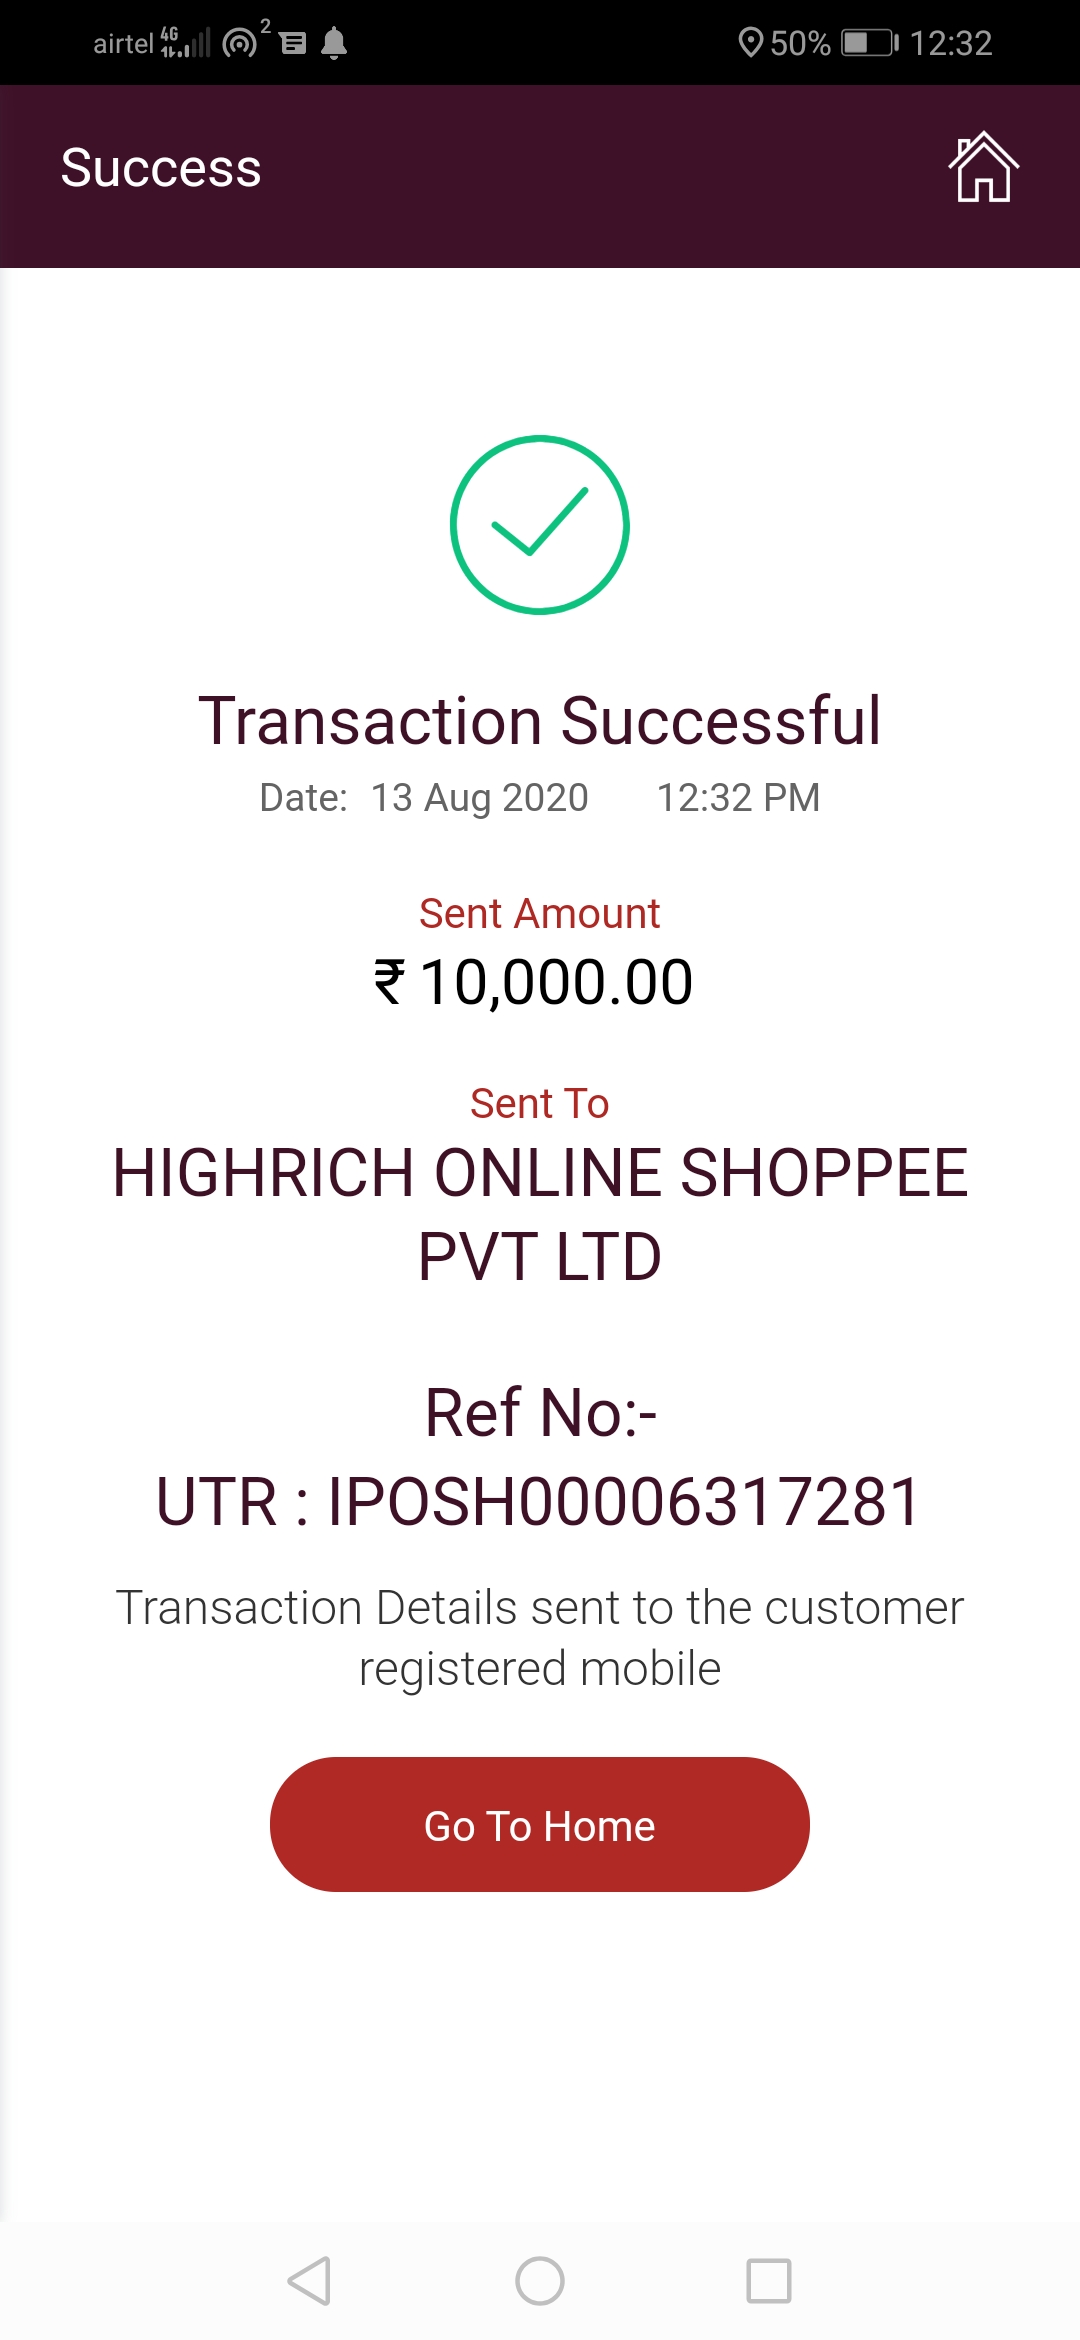 airtel 4G 2 50% 12:32
Success
Transaction Successful
Date: 13 Aug 2020 12:32 PM
Sent Amount
₹ 10,000.00
Sent To
HIGHRICH ONLINE SHOPPEE
PVT LTD
Ref No:-
UTR : IPOSH00006317281
Transaction Details sent to the customer
registered mobile
Go To Home